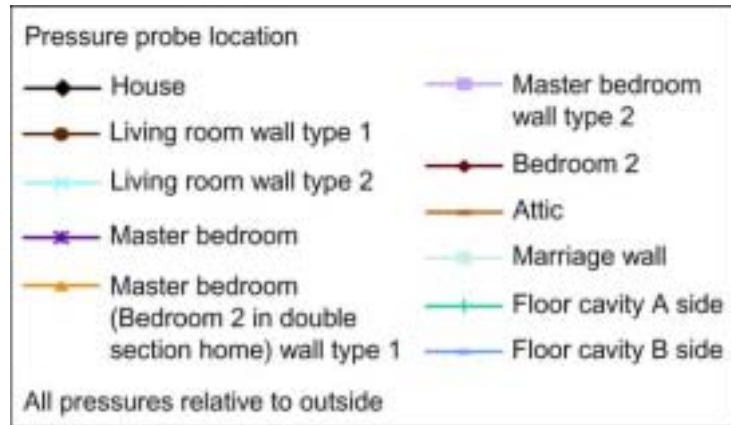 Pressure probe location
House
Living room wall type 1
Living room wall type 2
Master bedroom
Master bedroom
(Bedroom 2 in double
section home) wall type 1
Master bedroom
wall type 2
Bedroom 2
Attic
Marriage wall
Floor cavity A side
Floor cavity B side
All pressures relative to outside